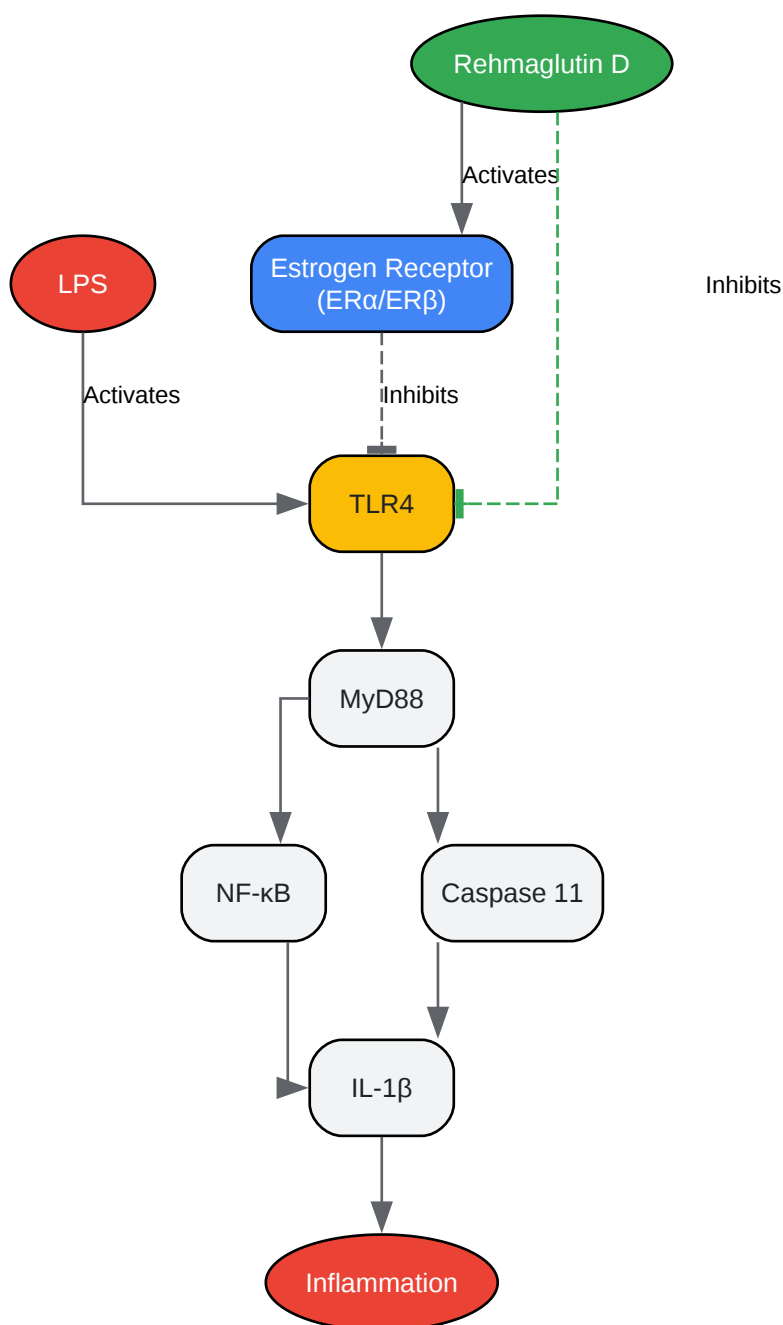 Rehmaglutin D
Activates
LPS
Estrogen Receptor
(ERα/ERβ)
Inhibits
Activates
Inhibits
TLR4
MyD88
NF-κB
Caspase 11
IL-1β
Inflammation